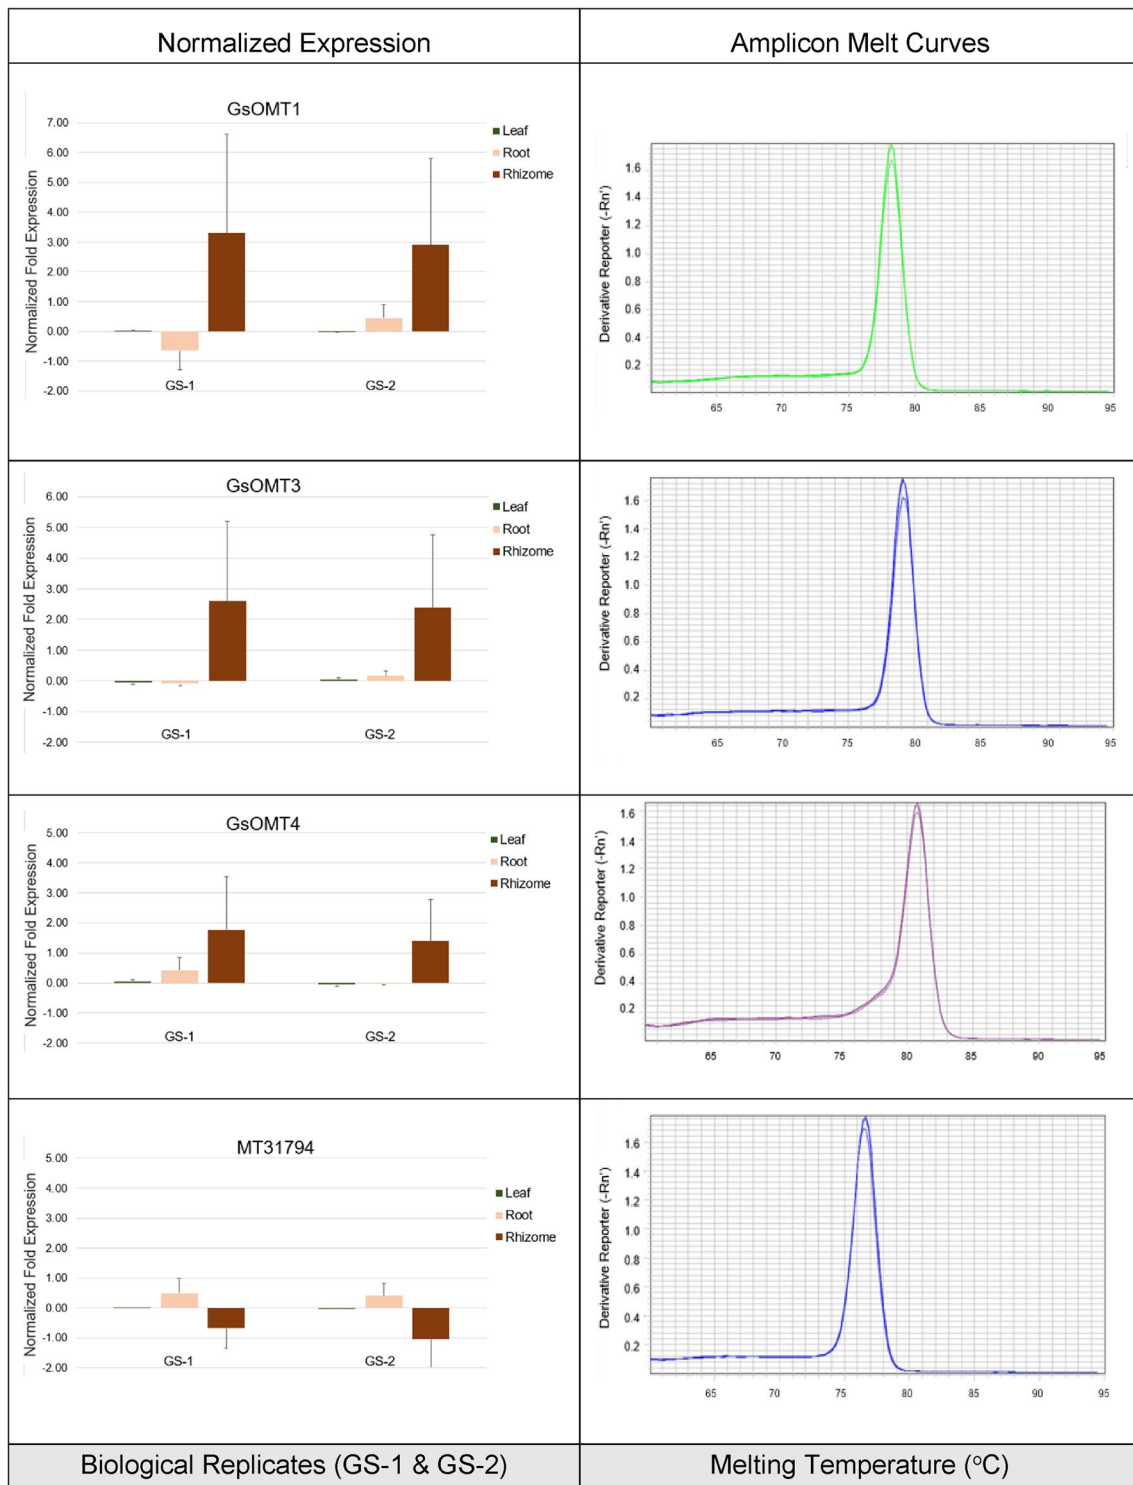 Normalized Expression
Amplicon Melt Curves
GsOMT1
Normalized Fold Expression
7.00
6.00
5.00
4.00
3.00
2.00
1.00
0.00
-1.00
-2.00
GS-1
GS-2
Leaf
Root
Rhizome
Derivative Reporter (-Rn')
1.6
1.4
1.2
1.0
0.8
0.6
0.4
0.2
65 70 75 80 85 90 95
GsOMT3
Normalized Fold Expression
6.00
5.00
4.00
3.00
2.00
1.00
0.00
-1.00
-2.00
GS-1
GS-2
Leaf
Root
Rhizome
Derivative Reporter (-Rn')
1.6
1.4
1.2
1.0
0.8
0.6
0.4
0.2
65 70 75 80 85 90 95
GsOMT4
Normalized Fold Expression
5.00
4.00
3.00
2.00
1.00
0.00
-1.00
-2.00
GS-1
GS-2
Leaf
Root
Rhizome
Derivative Reporter (-Rn')
1.6
1.4
1.2
1.0
0.8
0.6
0.4
0.2
65 70 75 80 85 90 95
MT31794
Normalized Fold Expression
5.00
4.00
3.00
2.00
1.00
0.00
-1.00
-2.00
GS-1
GS-2
Leaf
Root
Rhizome
Derivative Reporter (-Rn')
1.6
1.4
1.2
1.0
0.8
0.6
0.4
0.2
65 70 75 80 85 90 95
Biological Replicates (GS-1 & GS-2)
Melting Temperature (°C)